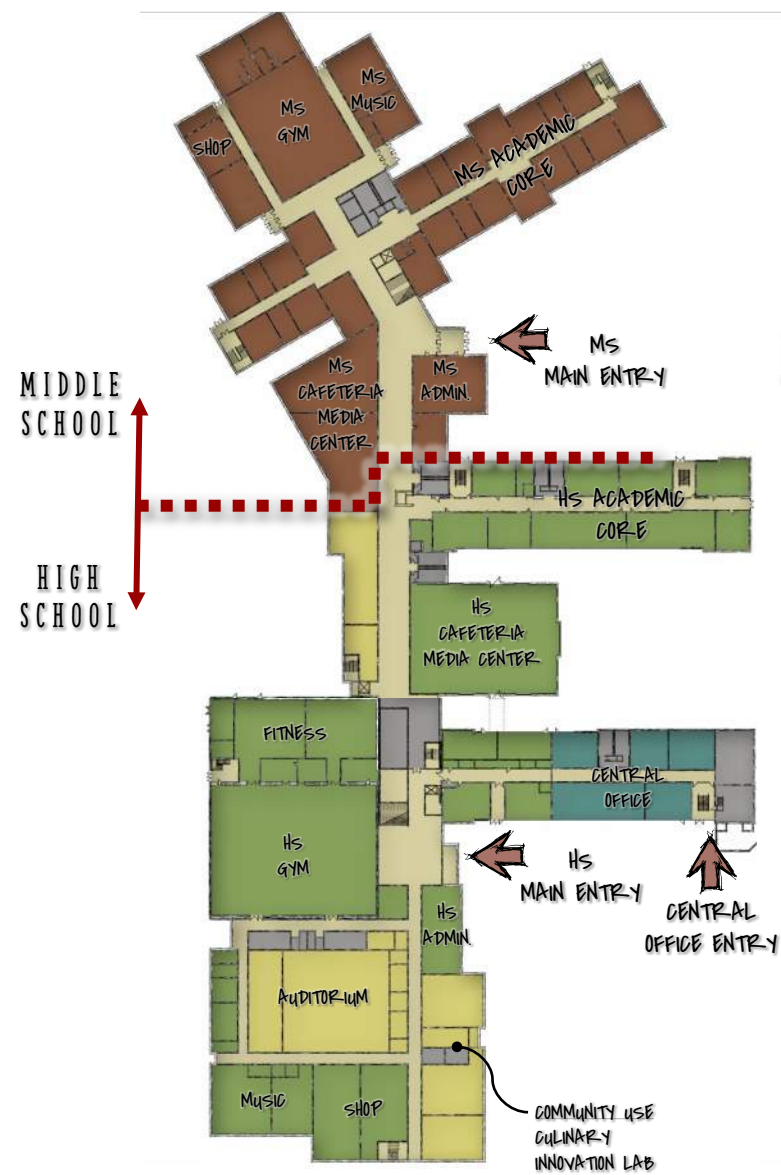 MS
GYM
MS
MUSIC
SHOP
MS ACADEMIC
CORE
MS
MAIN ENTRY
MS
CAFETERIA
MEDIA
CENTER
MS
ADMIN.
MIDDLE
SCHOOL
HIGH
SCHOOL
HS ACADEMIC
CORE
HS
CAFETERIA
MEDIA CENTER
FITNESS
CENTRAL
OFFICE
HS
GYM
HS
MAIN ENTRY
CENTRAL
OFFICE ENTRY
HS
ADMIN.
AUDITORIUM
MUSIC
SHOP
COMMUNITY USE
CULINARY
INNOVATION LAB